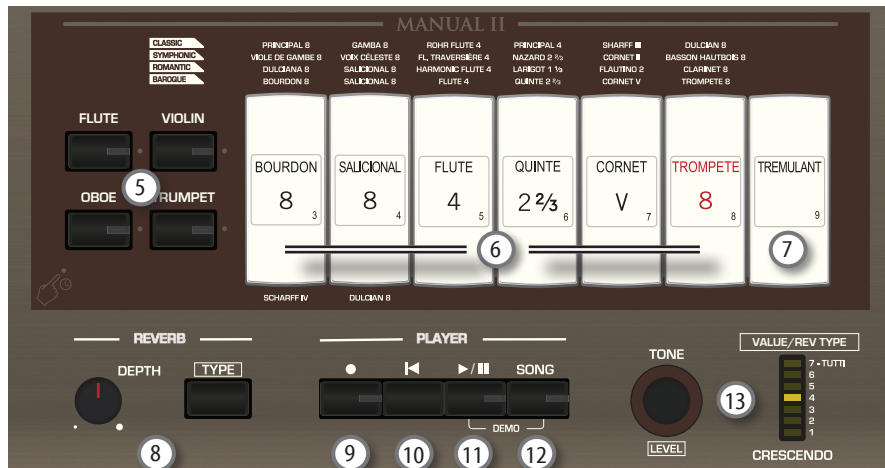 MANUAL II
CLASSIC
SYMPHONIC
ROMANTIC
BAROQUE
PRINCIPAL 8 GAMBA 8 ROHR FLUTE 4 PRINCIPAL 4 SHARFF III DULCIAN 8
VIOLE DE GAMBE 8 VOIX CÉLESTE 8 FL, TRAVERSIÈRE 4 NAZARD 2 ⅔ CORNET II BASSON HAUTBOIS 8
DULCIANA 8 SALICIONAL 8 HARMONIC FLUTE 4 LARIGOT 1 ⅓ FLAUTINO 2 CLARINET 8
BOURDON 8 SALICIONAL 8 FLUTE 4 QUINTE 2 ⅔ CORNET V TROMPETE 8
FLUTE VIOLIN
5
OBOE TRUMPET
BOURDON SALICIONAL FLUTE QUINTE CORNET TROMPETE TREMULANT
8 8 4 2 ⅔ V 8
3 4 5 6 7 8 9
6 7
SCHARFF IV DULCIAN 8
REVERB
DEPTH TYPE
8
PLAYER
SONG
DEMO
9 10 11 12
TONE
LEVEL
13
VALUE/REV TYPE
7 - TUTTI
6
5
4
3
2
1
CRESCENDO